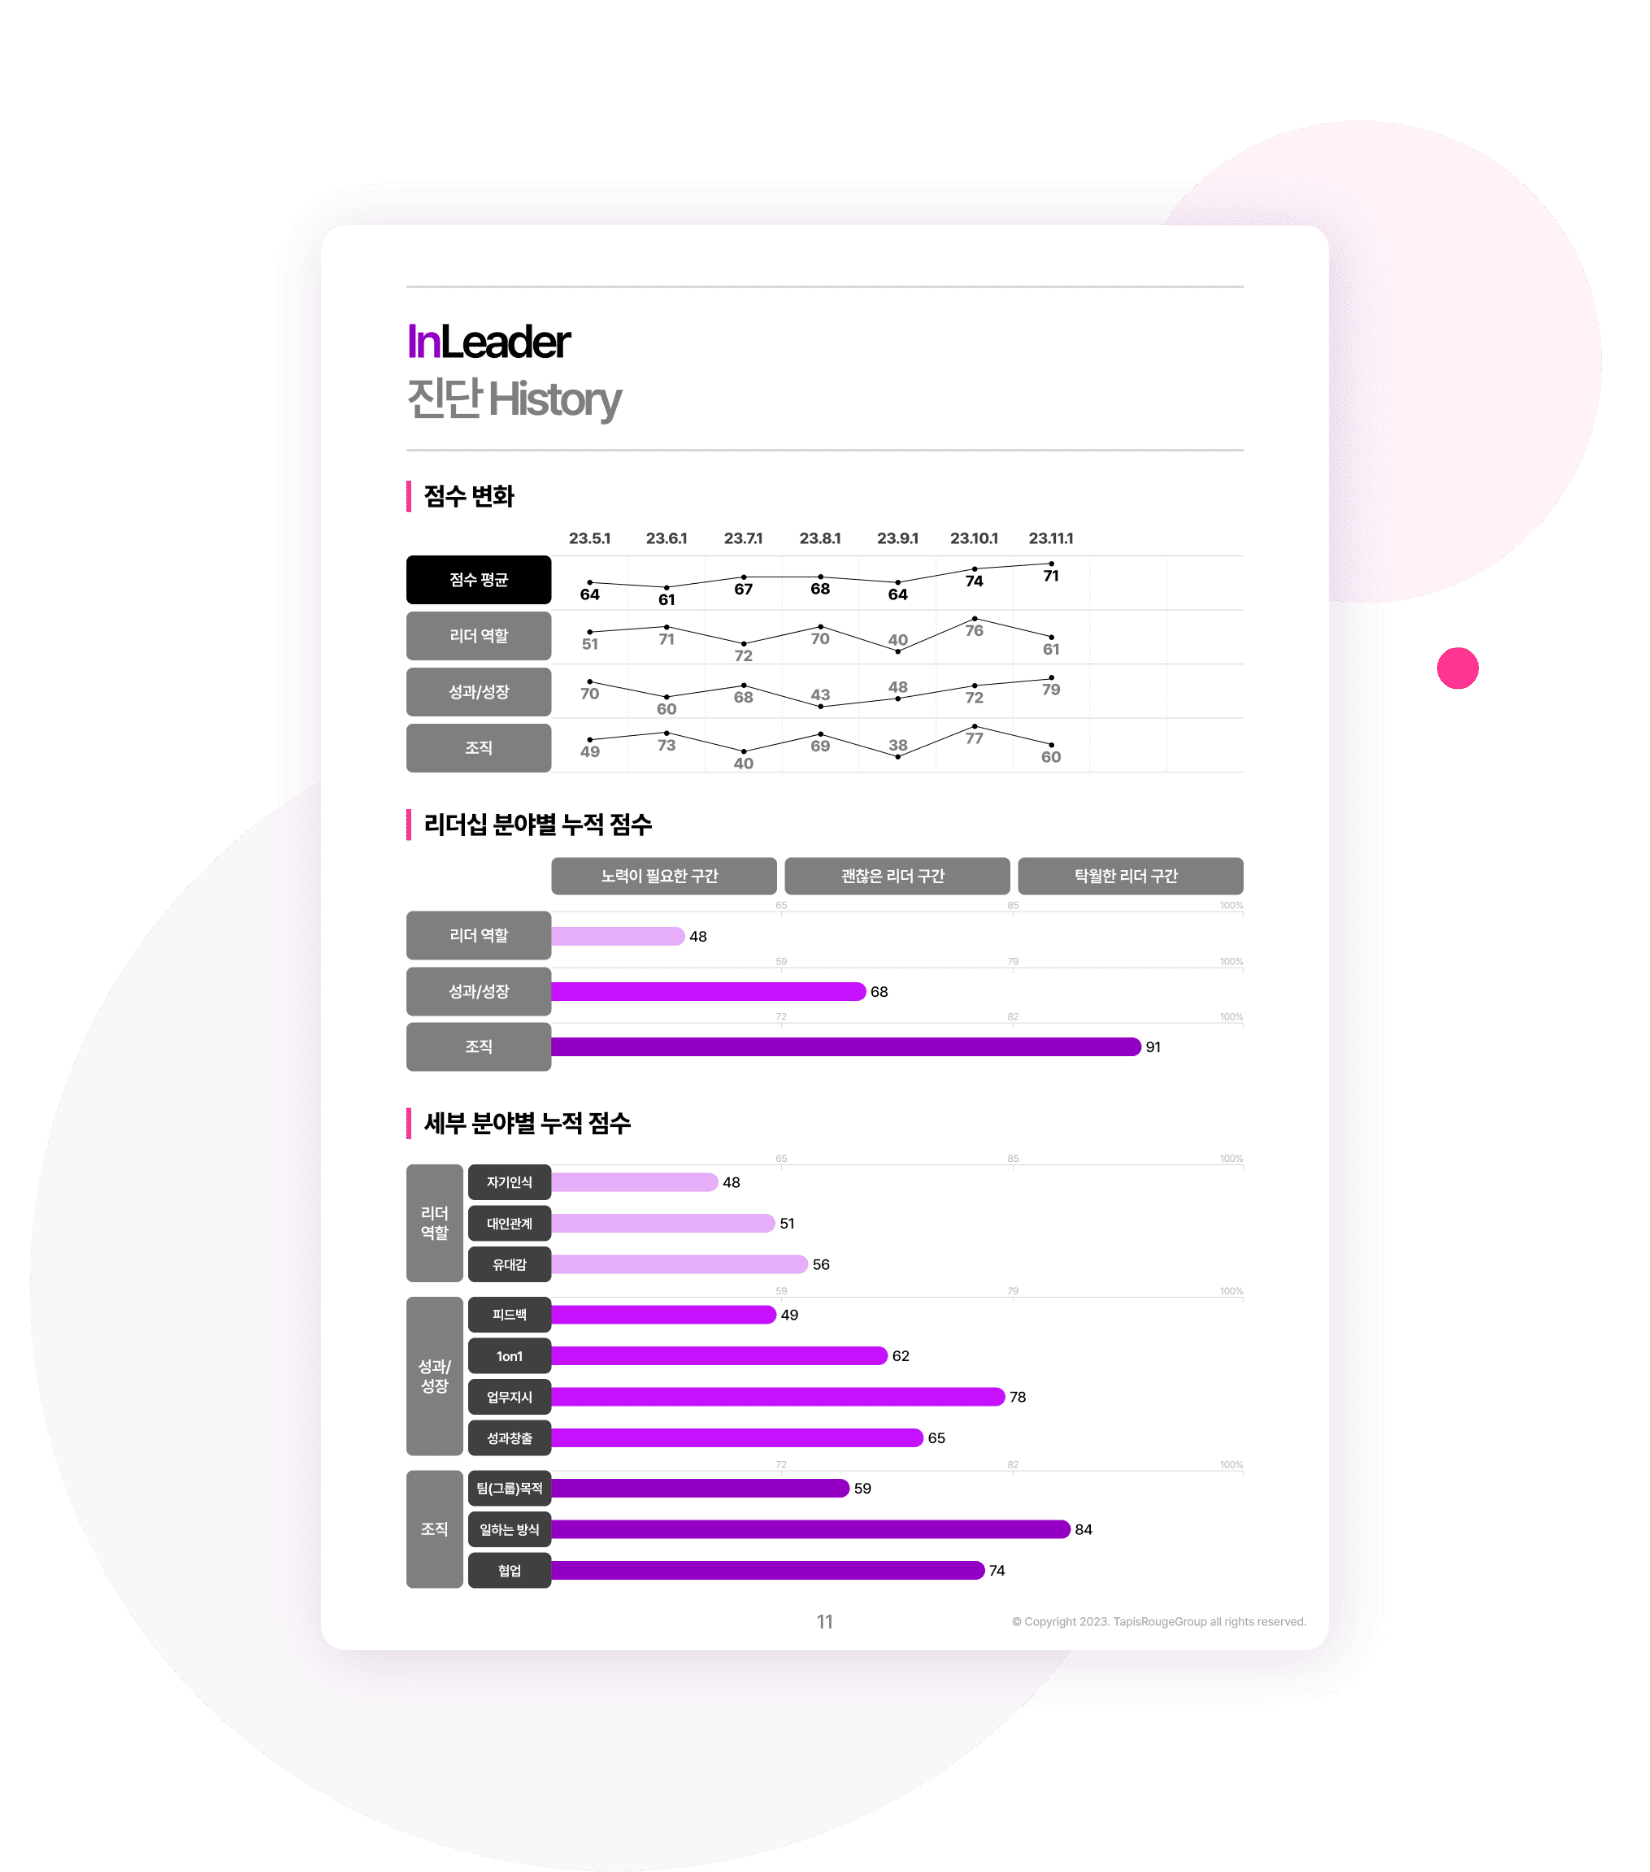 InLeader
진단 History
점수 변화
23.5.1 23.6.1 23.7.1 23.8.1 23.9.1 23.10.1 23.11.1
점수 평균 64 61 67 68 64 74 71
리더 역할 51 71 72 70 40 76 61
성과/성장 70 60 68 43 48 72 79
조직 49 73 40 69 38 77 60
리더십 분야별 누적 점수
노력이 필요한 구간 괜찮은 리더 구간 탁월한 리더 구간
65 85 100%
리더 역할 48
59 79 100%
성과/성장 68
72 82 100%
조직 91
세부 분야별 누적 점수
65 85 100%
리더
역할
자기인식 48
대인관계 51
유대감 56
59 79 100%
성과/
성장
피드백 49
1on1 62
업무지시 78
성과창출 65
72 82 100%
조직
팀(그룹)목적 59
일하는 방식 84
협업 74
11
© Copyright 2023. TapisRougeGroup all rights reserved.